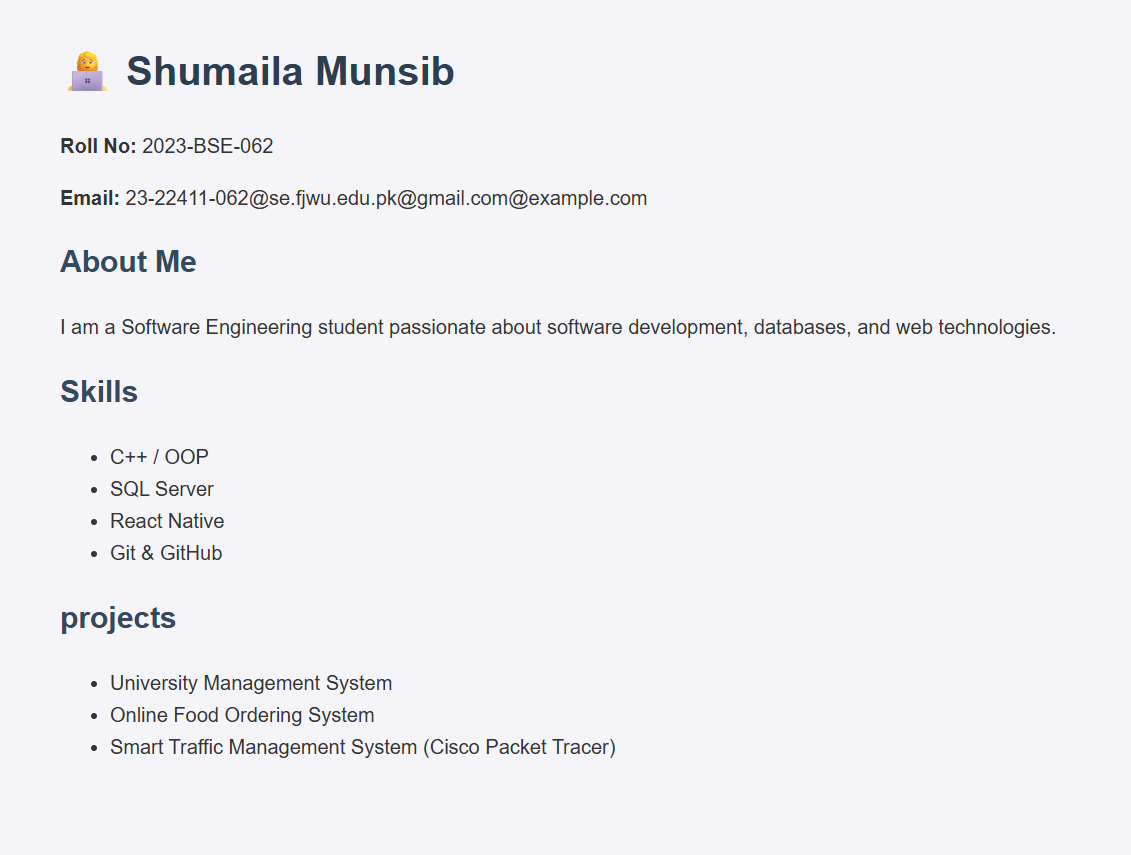 Shumaila Munsib
Roll No: 2023-BSE-062
Email: 23-22411-062@se.fjwu.edu.pk@gmail.com@example.com
About Me
I am a Software Engineering student passionate about software development, databases, and web technologies.
Skills
• C++ / OOP
• SQL Server
• React Native
• Git & GitHub
projects
• University Management System
• Online Food Ordering System
• Smart Traffic Management System (Cisco Packet Tracer)